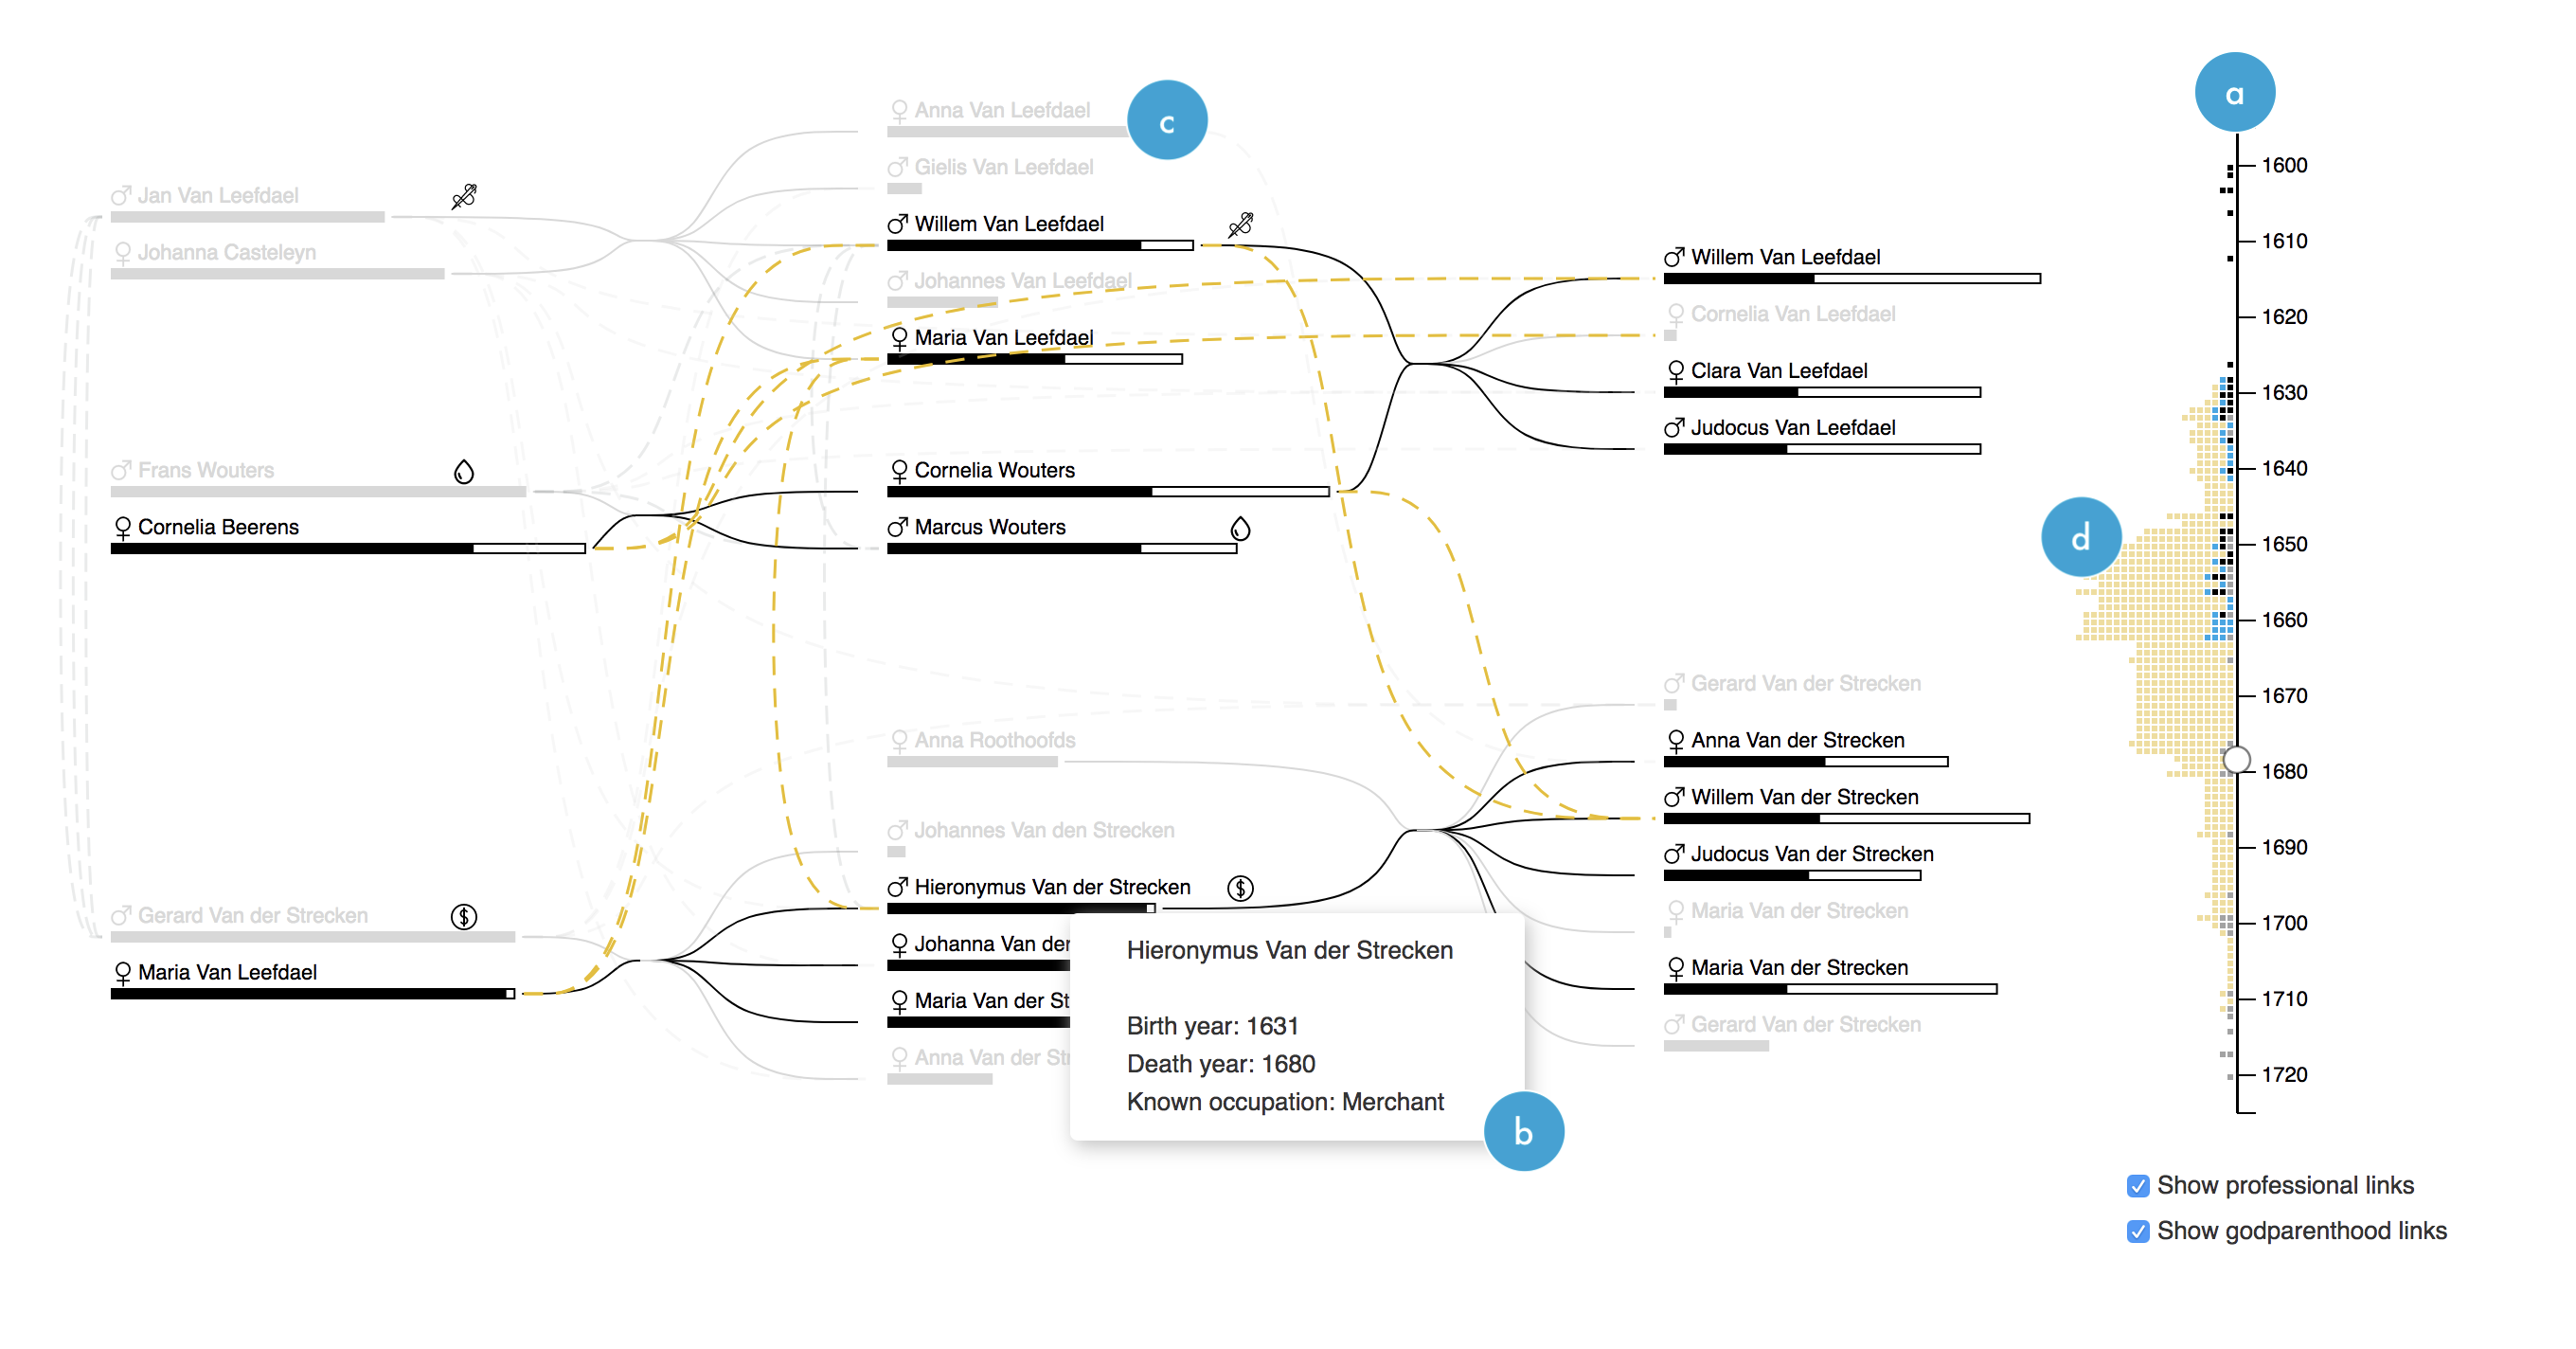 a
Anna Van Leefdael
c
Gielis Van Leefdael
Jan Van Leefdael
Willem Van Leefdael
Johanna Casteleyn
Johannes Van Leefdael
Maria Van Leefdael
Willem Van Leefdael
Cornelia Van Leefdael
Clara Van Leefdael
Judocus Van Leefdael
Frans Wouters
Cornelia Beerens
Cornelia Wouters
Marcus Wouters
d
Gerard Van der Strecken
Anna Roothoofds
Anna Van der Strecken
Willem Van der Strecken
Johannes Van den Strecken
Judocus Van der Strecken
Gerard Van der Strecken
$
Maria Van Leefdael
Hieronymus Van der Strecken
$
Maria Van der Strecken
Johanna Van der
Maria Van der St
Anna Van der Str
Maria Van der Strecken
Gerard Van der Strecken
Hieronymus Van der Strecken
Birth year: 1631
Death year: 1680
Known occupation: Merchant
b
1600
1610
1620
1630
1640
1650
1660
1670
1680
1690
1700
1710
1720
Show professional links
Show godparenthood links